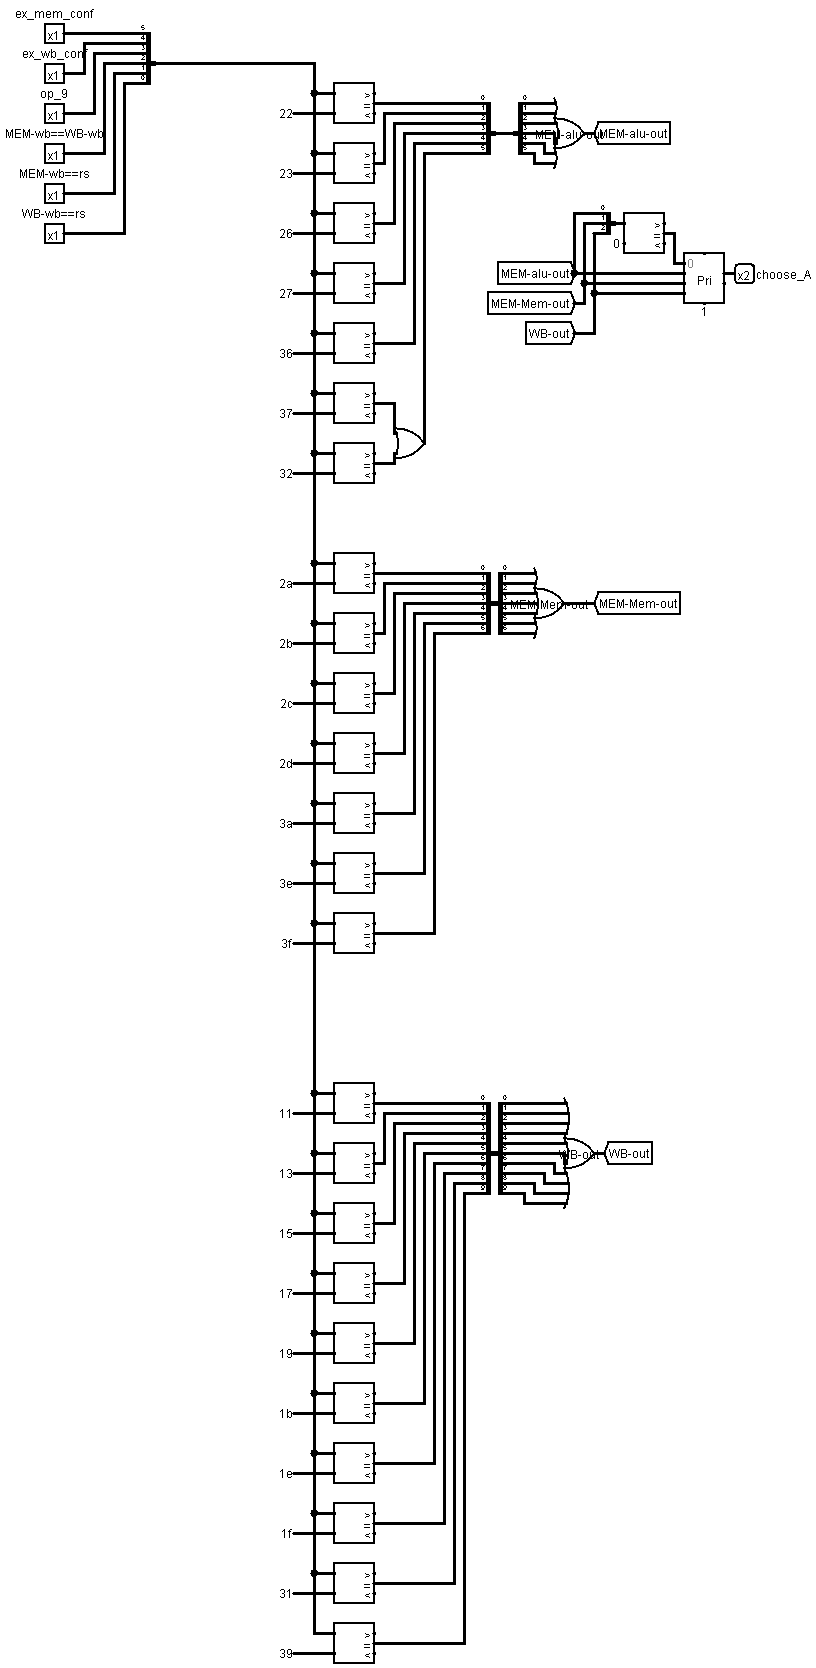 ex_mem_conf
x1
ex_wb_conf
x1
op_9
x1
MEM-wb==WB-wb
x1
MEM-wb==rs
x1
WB-wb==rs
x1
22
23
26
27
36
37
32
MEM-alu-out
MEM-alu-out
0
MEM-alu-out
MEM-Mem-out
WB-out
0
Pri
1
x2
choose_A
2a
2b
2c
2d
3a
3e
3f
MEM-Mem-out
MEM-Mem-out
11
13
15
17
19
1b
1e
1f
31
39
WB-out
WB-out